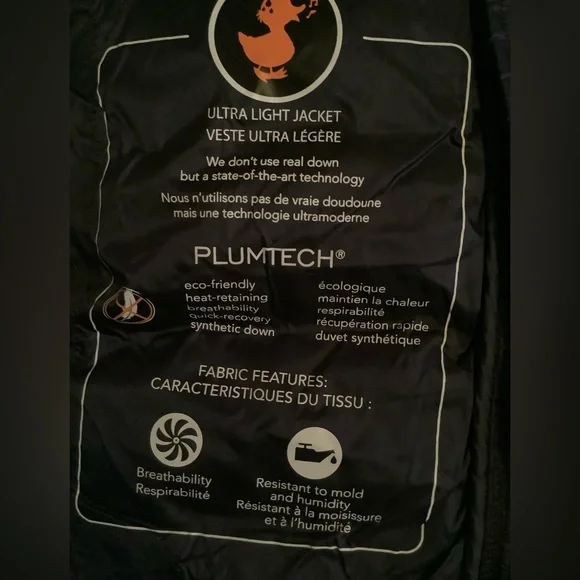 ULTRA LIGHT JACKET
VESTE ULTRA LÉGÈRE
We don't use real down
but a state-of-the-art technology
Nous n'utilisons pas de vraie doudoune
mais une technologie ultramoderne
PLUMTECH®
eco-friendly
heat-retaining
breathability
quick-recovery
synthetic down
écologique
maintien la chaleur
respirabilité
récupération rapide
duvet synthétique
FABRIC FEATURES:
CARACTERISTIQUES DU TISSU :
Breathability
Respirabilité
Resistant to mold
and humidity
Résistant à la moisissure
et à l'humidité